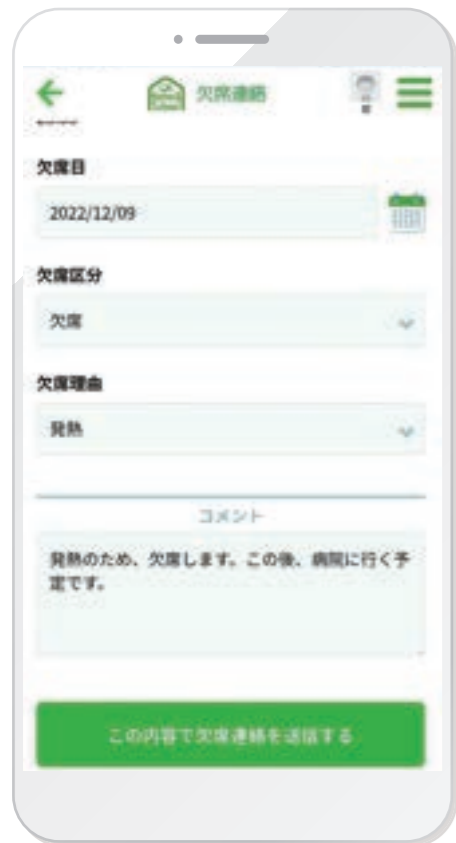 欠席連絡
欠席日
2022/12/09
欠席区分
欠席
欠席理由
発熱
コメント
発熱のため、欠席します。この後、病院に行く予
定です。
この内容で欠席連絡を送信する